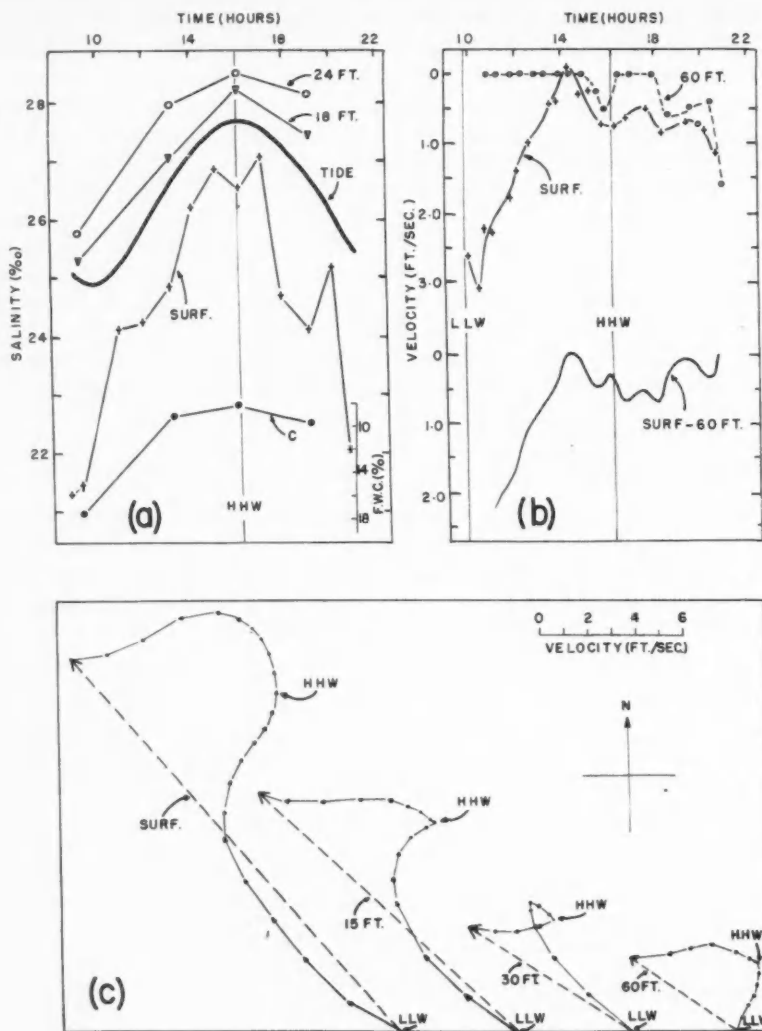 TIME (HOURS)
10 14 18 22
28
26
24
22
SALINITY (‰)
24 FT.
18 FT.
TIDE
SURF.
C
HHW
10
14
18
F.W.C. (%)
(a)
TIME (HOURS)
10 14 18 22
0
1.0
2.0
3.0
VELOCITY (FT./SEC.)
60 FT.
SURF.
LLW
HHW
0
1.0
2.0
SURF-60 FT.
(b)
0 2 4 6
VELOCITY (FT./SEC.)
N
HHW
SURF.
HHW
15 FT.
HHW
30 FT.
HHW
60 FT.
LLW
LLW
LLW
LLW
(c)